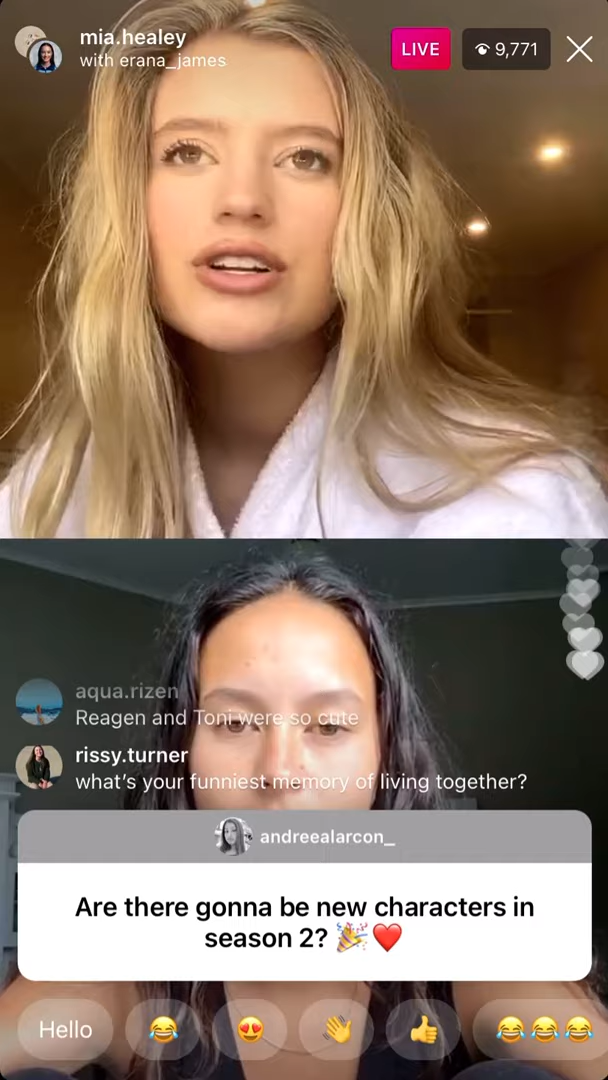 mia.healey
with erana_james
LIVE
9,771
aqua.rizen
Reagen and Toni were so cute
rissy.turner
what's your funniest memory of living together?
andreealarcon_
Are there gonna be new characters in
season 2? 🎉❤️
Hello 😂 😍 👋 👍 😂😂😂